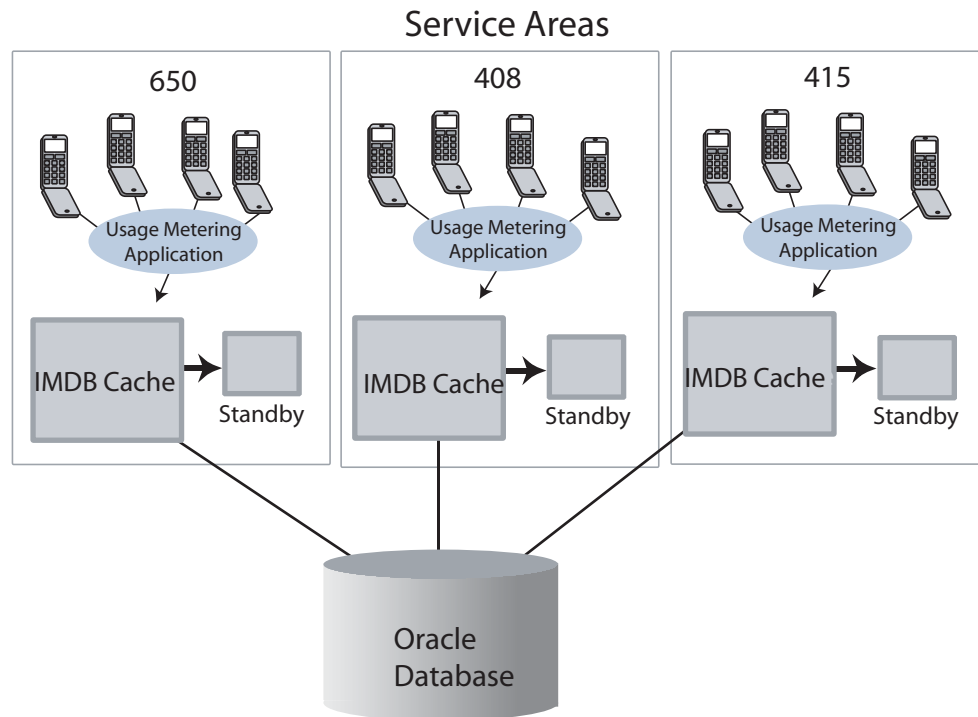 Service Areas
650
408
415
Usage Metering
Application
Usage Metering
Application
Usage Metering
Application
IMDB Cache
Standby
IMDB Cache
Standby
IMDB Cache
Standby
Oracle
Database